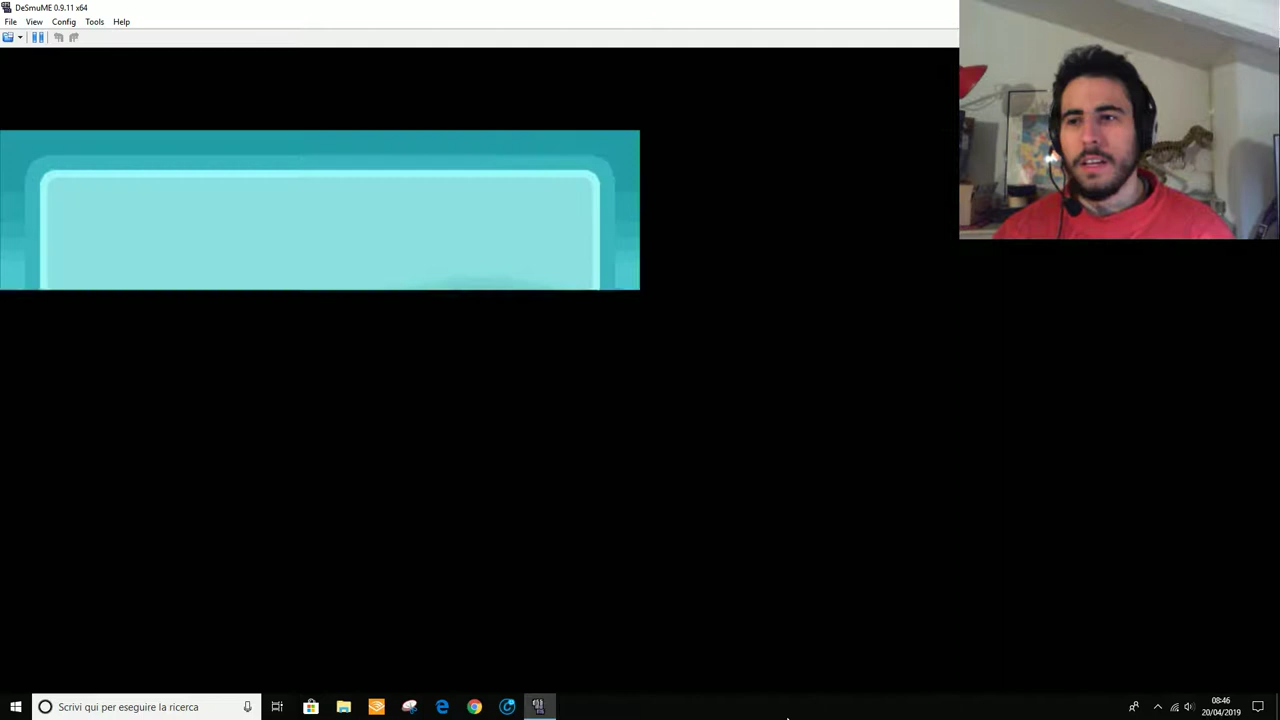 DeSmuME 0.9.11 x64
File View Config Tools Help
Scrivi qui per eseguire la ricerca
08:46
20/04/2019